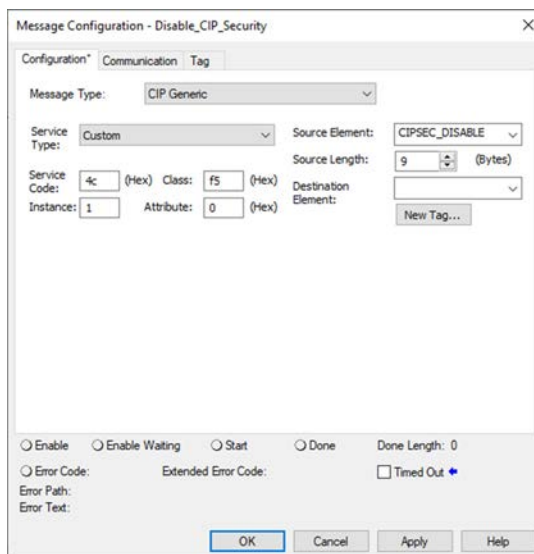 Message Configuration - Disable_CIP_Security
Configuration* Communication Tag
Message Type: CIP Generic
Service Type: Custom
Source Element: CIPSEC_DISABLE
Source Length: 9 (Bytes)
Service Code: 4c (Hex) Class: f5 (Hex)
Destination Element:
Instance: 1 Attribute: 0 (Hex)
New Tag...
Enable Enable Waiting Start Done Done Length: 0
Error Code: Extended Error Code: Timed Out
Error Path:
Error Text:
OK Cancel Apply Help